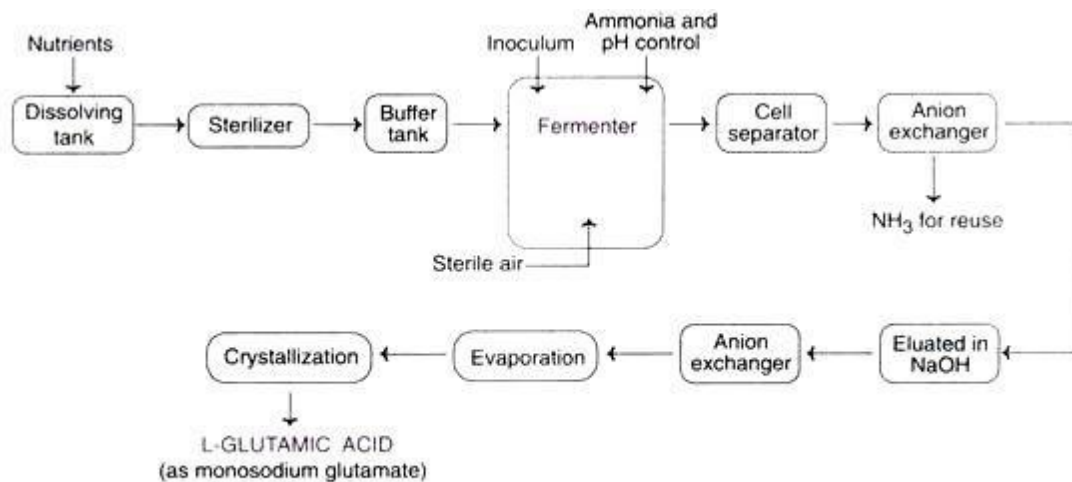 Nutrients
Dissolving
tank
Sterilizer
Buffer
tank
Inoculum
Ammonia and
pH control
Fermenter
Sterile air
Cell
separator
Anion
exchanger
NH₃ for reuse
Eluated in
NaOH
Anion
exchanger
Evaporation
Crystallization
L-GLUTAMIC ACID
(as monosodium glutamate)